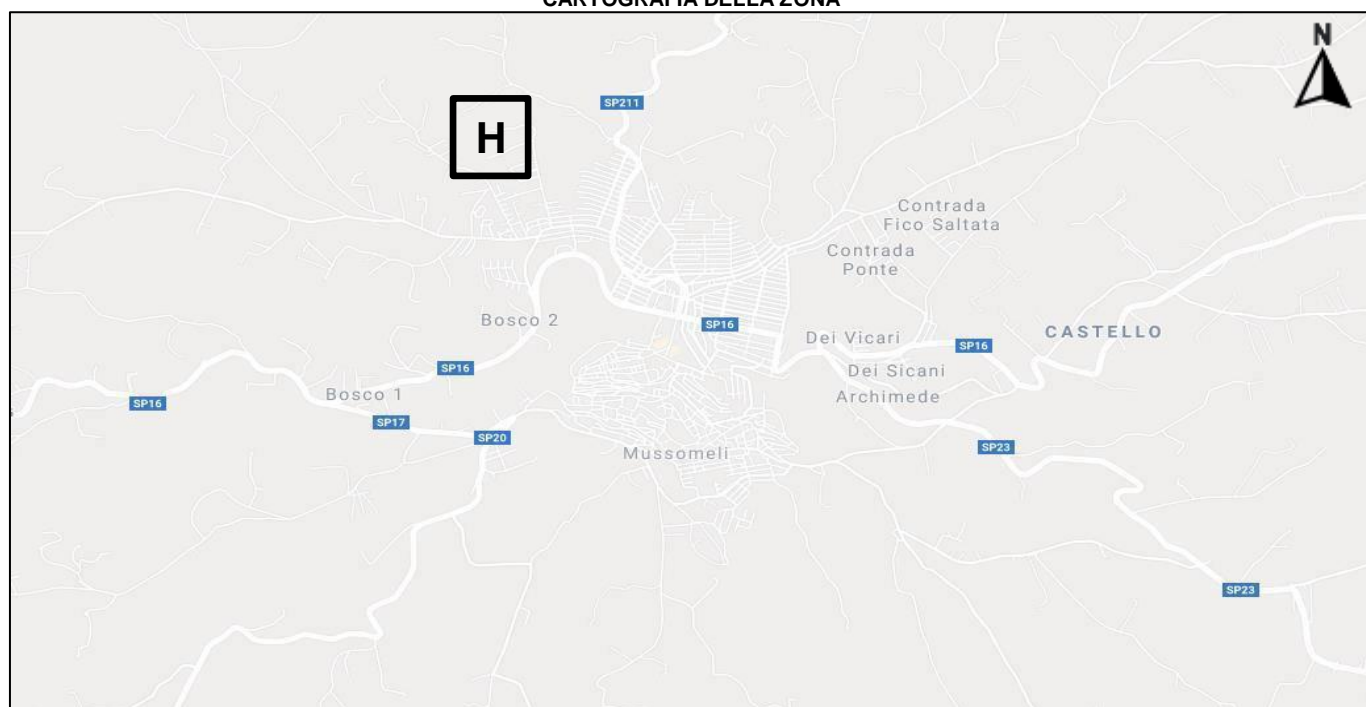 CARTOGRAFIA DELLA ZONA
N
SP211
H
Contrada
Fico Saltata
Contrada
Ponte
Bosco 2
SP16
Dei Vicari
SP16
CASTELLO
SP16
Dei Sicani
Bosco 1
Archimede
SP16
SP17
SP20
SP23
Mussomeli
SP23